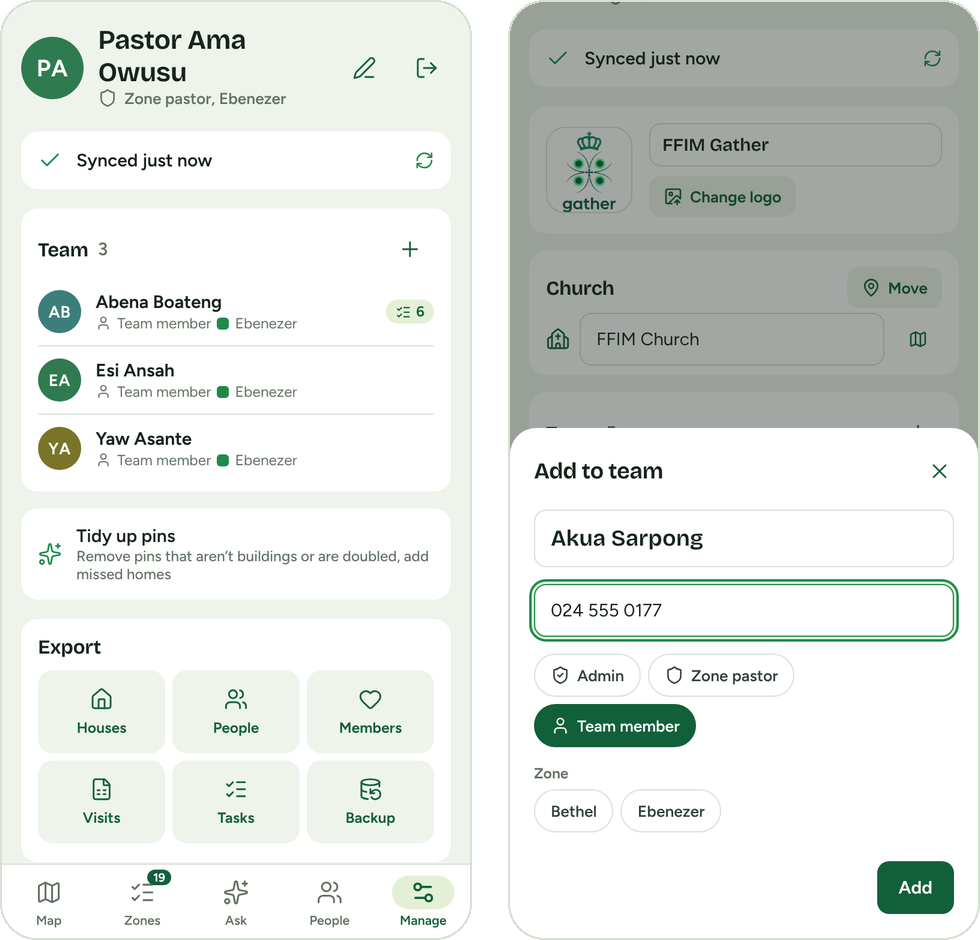 PA
Pastor Ama
Owusu
Zone pastor, Ebenezer
Synced just now
Team 3
AB
Abena Boateng
Team member Ebenezer
6
EA
Esi Ansah
Team member Ebenezer
YA
Yaw Asante
Team member Ebenezer
Tidy up pins
Remove pins that aren’t buildings or are doubled, add
missed homes
Export
Houses
People
Members
Visits
Tasks
Backup
Map
19
Zones
Ask
People
Manage
Synced just now
gather
FFIM Gather
Change logo
Church
Move
FFIM Church
Add to team
Akua Sarpong
024 555 0177
Admin
Zone pastor
Team member
Zone
Bethel
Ebenezer
Add